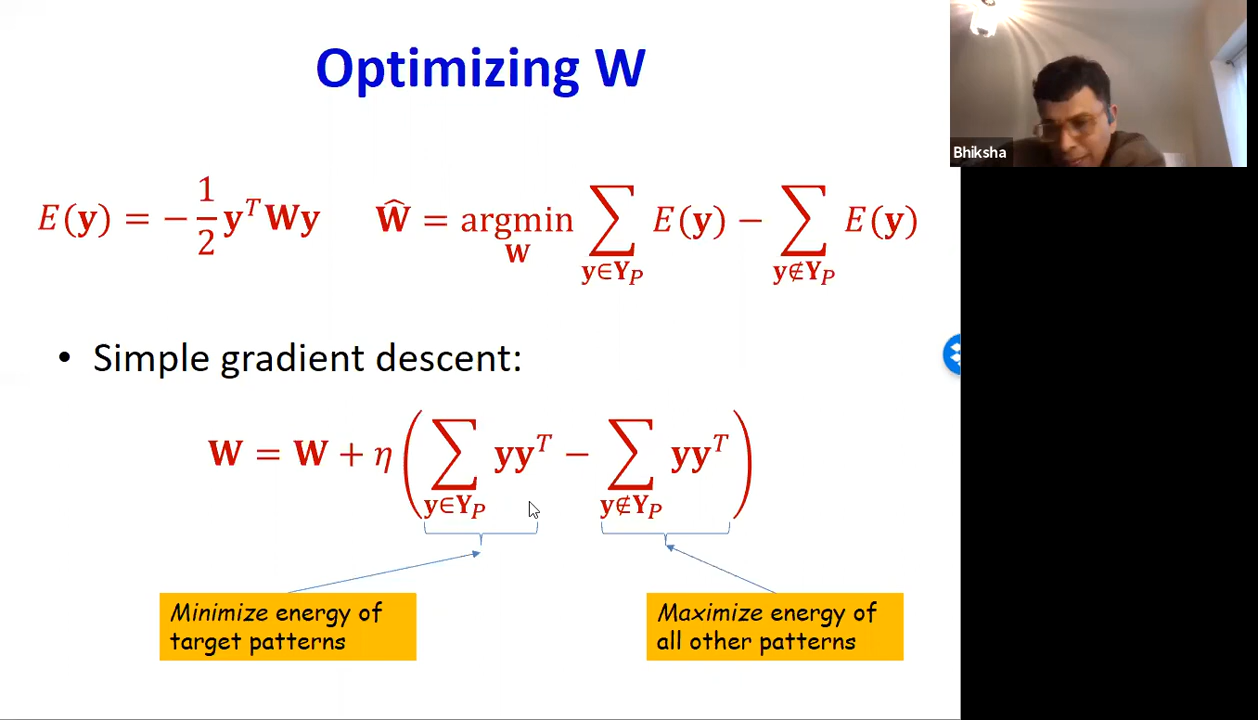 Optimizing W
Bhiksha
E(y) = −1/2 yᵀWy    Ŵ = argmin_W ∑_{y∈Y_P} E(y) − ∑_{y∉Y_P} E(y)
• Simple gradient descent:
W = W + η(∑_{y∈Y_P} yyᵀ − ∑_{y∉Y_P} yyᵀ)
Minimize energy of
target patterns
Maximize energy of
all other patterns